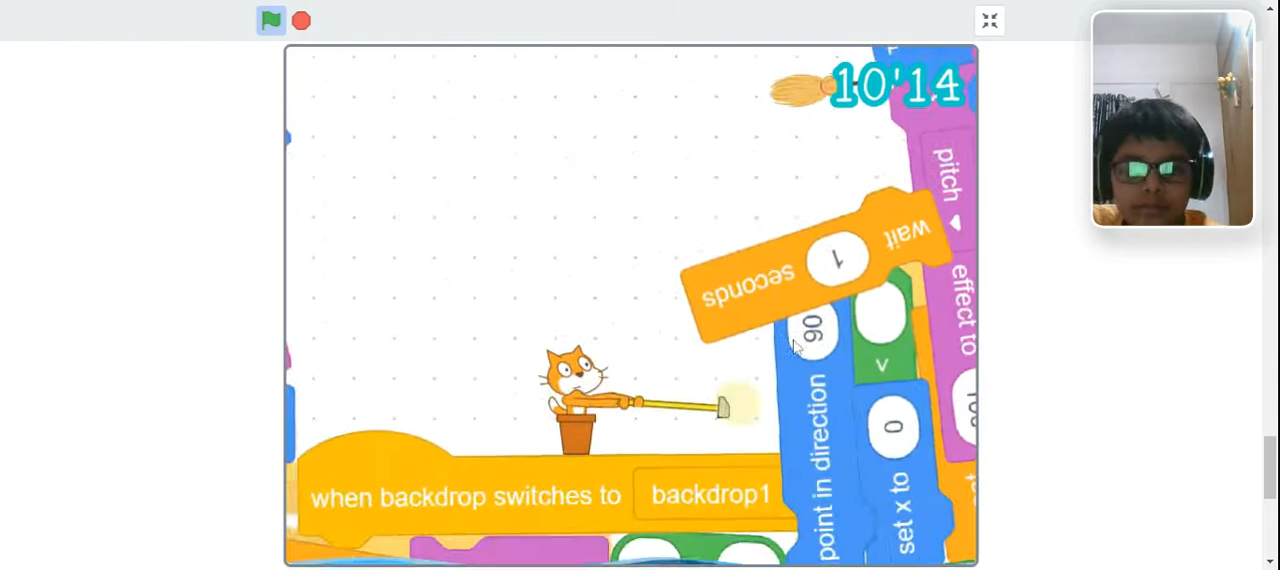 10'14
pitch
effect to
wait 1 seconds
90
point in direction
0
set x to
when backdrop switches to backdrop1